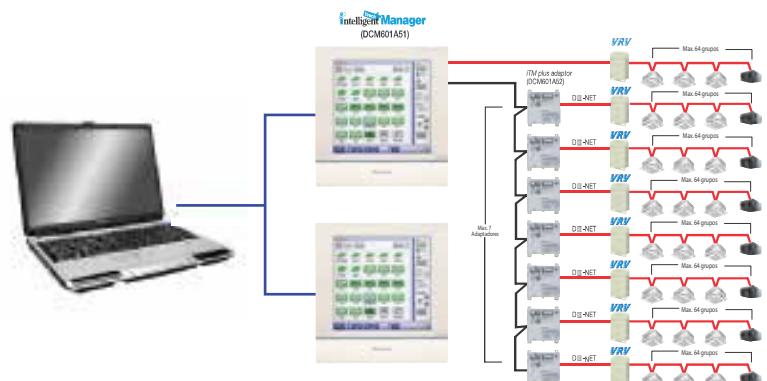 intelligent Touch Manager
(DCM601A51)
VRV
Max. 64 grupos
iTM plus adaptor
(DCM601A52)
DIII-NET
VRV
Max. 64 grupos
DIII-NET
VRV
Max. 64 grupos
DIII-NET
VRV
Max. 64 grupos
Max. 7
Adaptadores
DIII-NET
VRV
Max. 64 grupos
DIII-NET
VRV
Max. 64 grupos
DIII-NET
VRV
Max. 64 grupos
DIII-NET
VRV
Max. 64 grupos